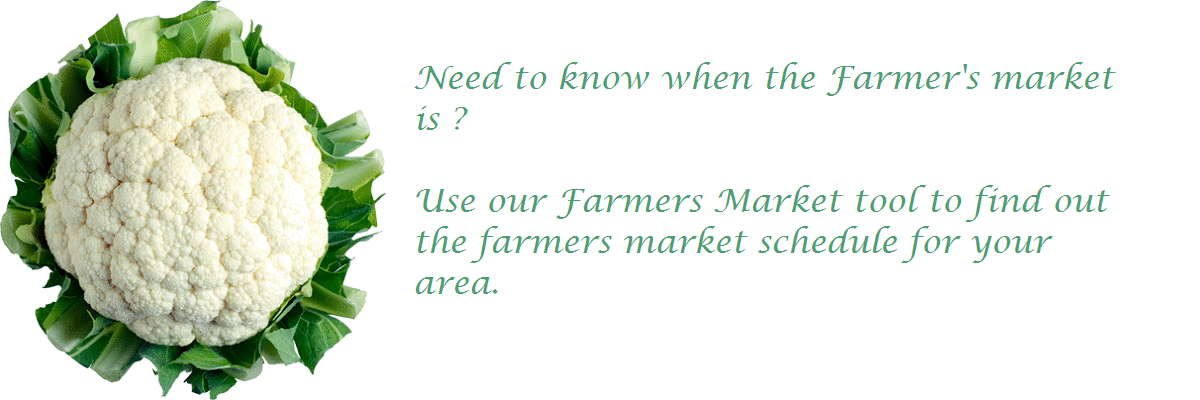 Need to know when the Farmer's market
is ?
Use our Farmers Market tool to find out
the farmers market schedule for your
area.